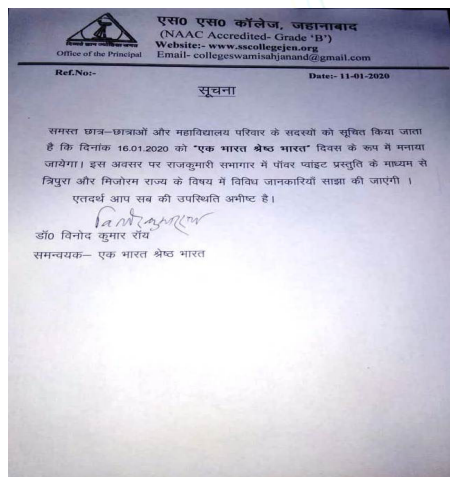 एस0 एस0 कॉलेज, जहानाबाद
(NAAC Accredited- Grade 'B')
Website:- www.sscollegejen.org
Email- collegeswamisahjanand@gmail.com
Office of the Principal
Ref.No:-
Date:- 11-01-2020
सूचना
समस्त छात्र–छात्राओं और महाविद्यालय परिवार के सदस्यों को सूचित किया जाता
है कि दिनांक 16.01.2020 को "एक भारत श्रेष्ठ भारत" दिवस के रूप में मनाया
जायेगा। इस अवसर पर राजकुमारी सभागार में पॉवर प्वाइंट प्रस्तुति के माध्यम से
त्रिपुरा और मिजोरम राज्य के विषय में विविध जानकारियाँ साझा की जाएंगी ।
एतदर्थ आप सब की उपस्थिति अभीष्ट है।
डॉ0 विनोद कुमार रॉय
समन्वयक– एक भारत श्रेष्ठ भारत